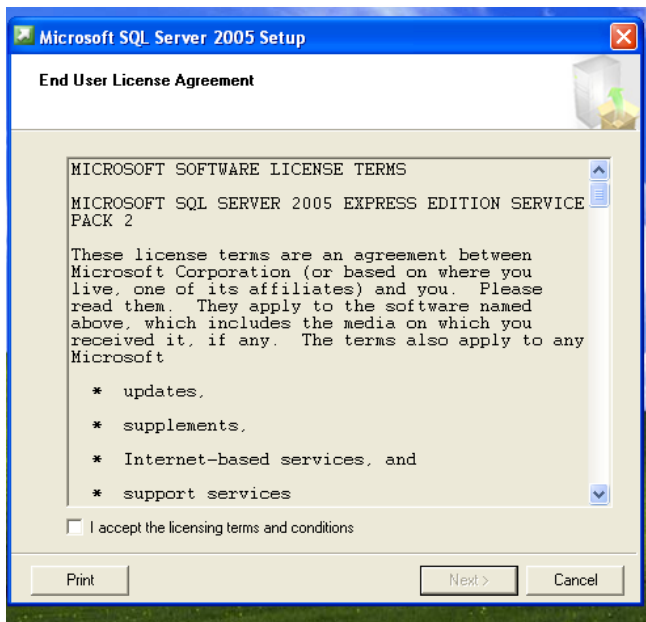 Microsoft SQL Server 2005 Setup
End User License Agreement
MICROSOFT SOFTWARE LICENSE TERMS
MICROSOFT SQL SERVER 2005 EXPRESS EDITION SERVICE
PACK 2
These license terms are an agreement between
Microsoft Corporation (or based on where you
live, one of its affiliates) and you.  Please
read them.  They apply to the software named
above, which includes the media on which you
received it, if any.  The terms also apply to any
Microsoft
* updates,
* supplements,
* Internet-based services, and
* support services
I accept the licensing terms and conditions
Print
Next >
Cancel